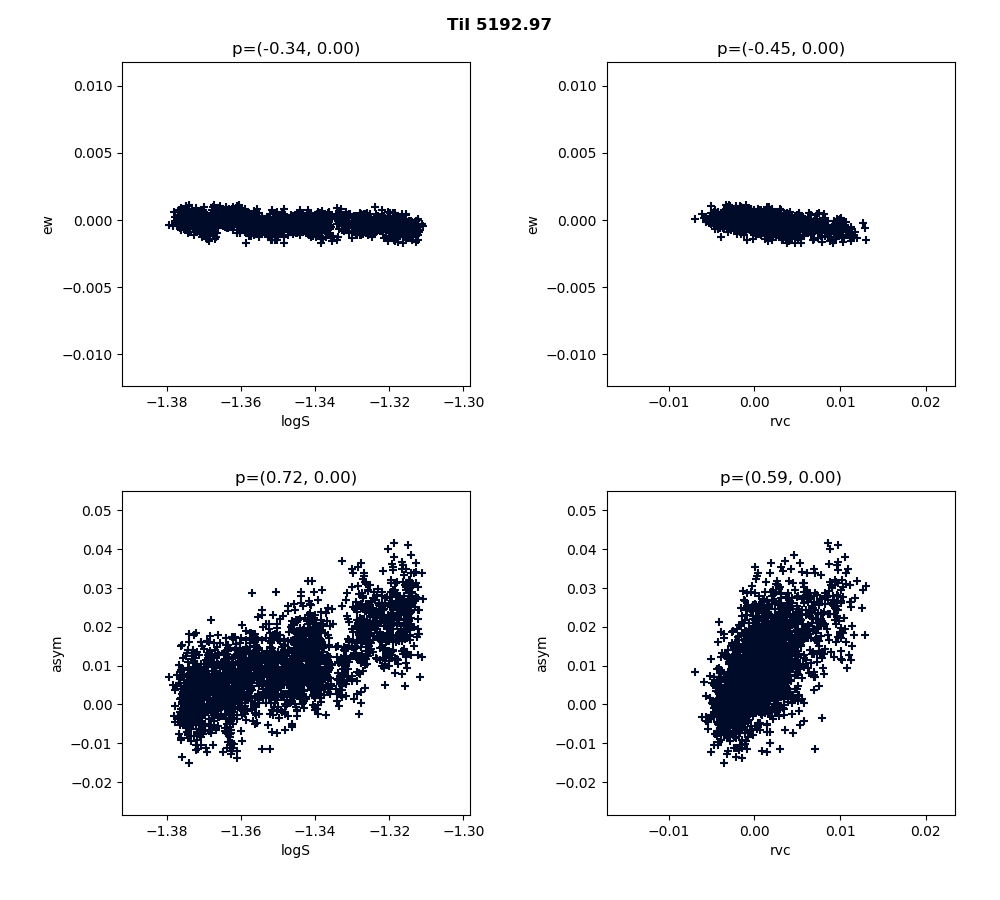 TiI 5192.97
p=(-0.34, 0.00)
0.010
0.005
0.000
−0.005
−0.010
ew
−1.38 −1.36 −1.34 −1.32 −1.30
logS
p=(-0.45, 0.00)
0.010
0.005
0.000
−0.005
−0.010
ew
−0.01 0.00 0.01 0.02
rvc
p=(0.72, 0.00)
0.05
0.04
0.03
0.02
0.01
0.00
−0.01
−0.02
asym
−1.38 −1.36 −1.34 −1.32 −1.30
logS
p=(0.59, 0.00)
0.05
0.04
0.03
0.02
0.01
0.00
−0.01
−0.02
asym
−0.01 0.00 0.01 0.02
rvc